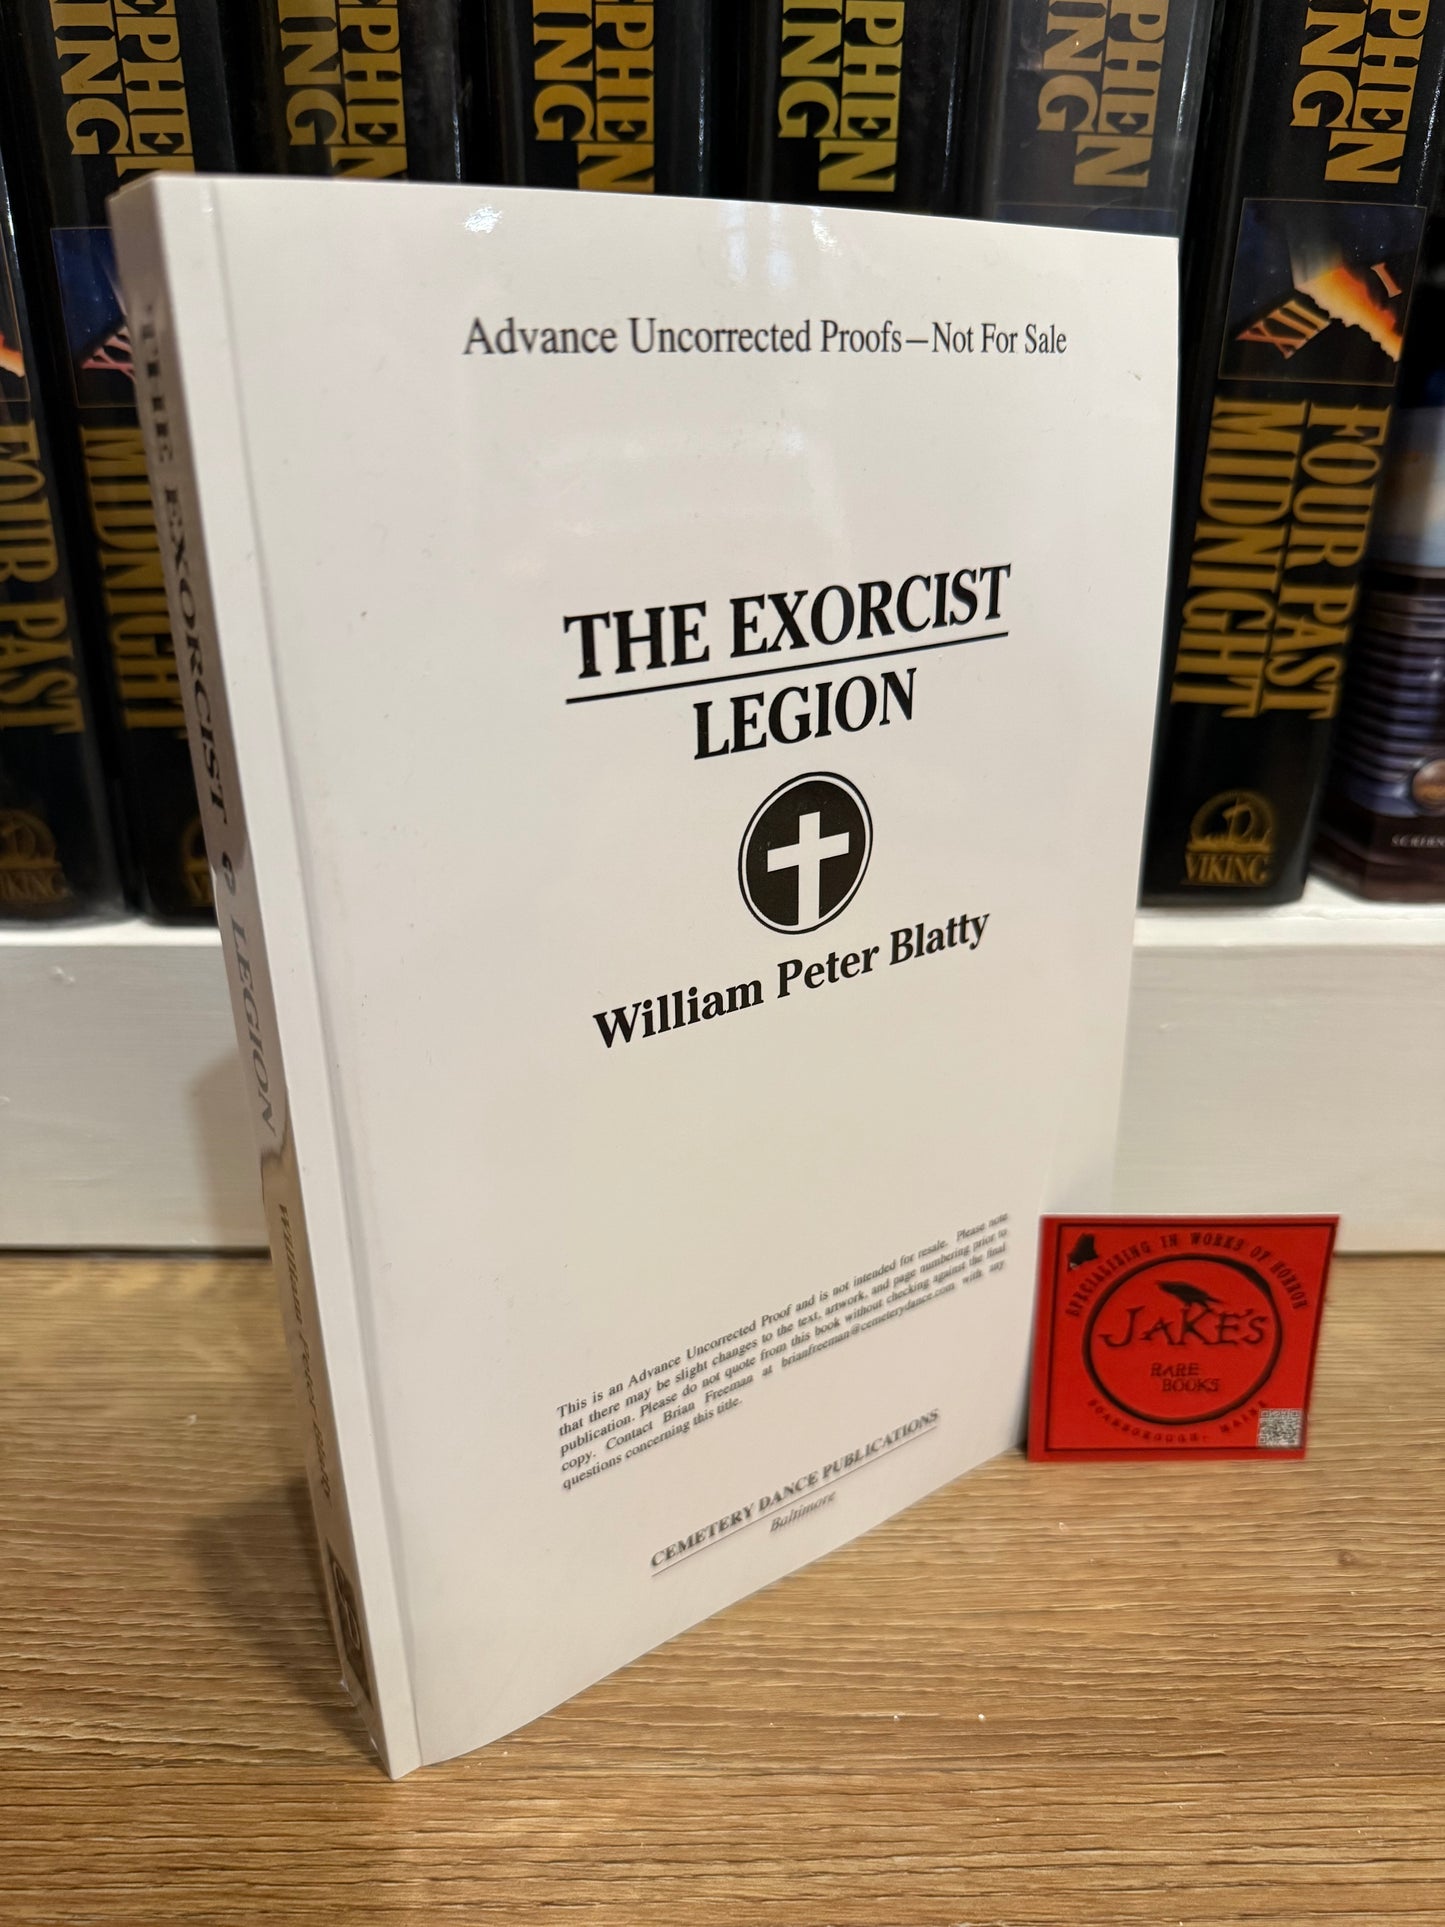 STEPHEN
KING
FOUR PAST
MIDNIGHT
VIKING
Advance Uncorrected Proofs—Not For Sale
THE EXORCIST
LEGION
William Peter Blatty
This is an Advance Uncorrected Proof and is not intended for resale. Please note
that there may be slight changes to the text, artwork, and page numbering prior to
publication. Please do not quote from this book without checking against the final
copy. Contact Brian Freeman at brianfreeman@cemeterydance.com with any
questions concerning this title.
CEMETERY DANCE PUBLICATIONS
Baltimore
THE EXORCIST & LEGION William Peter Blatty
SPECIALIZING IN WORKS OF HORROR
JAKE'S
RARE
BOOKS
SCARBOROUGH, MAINE